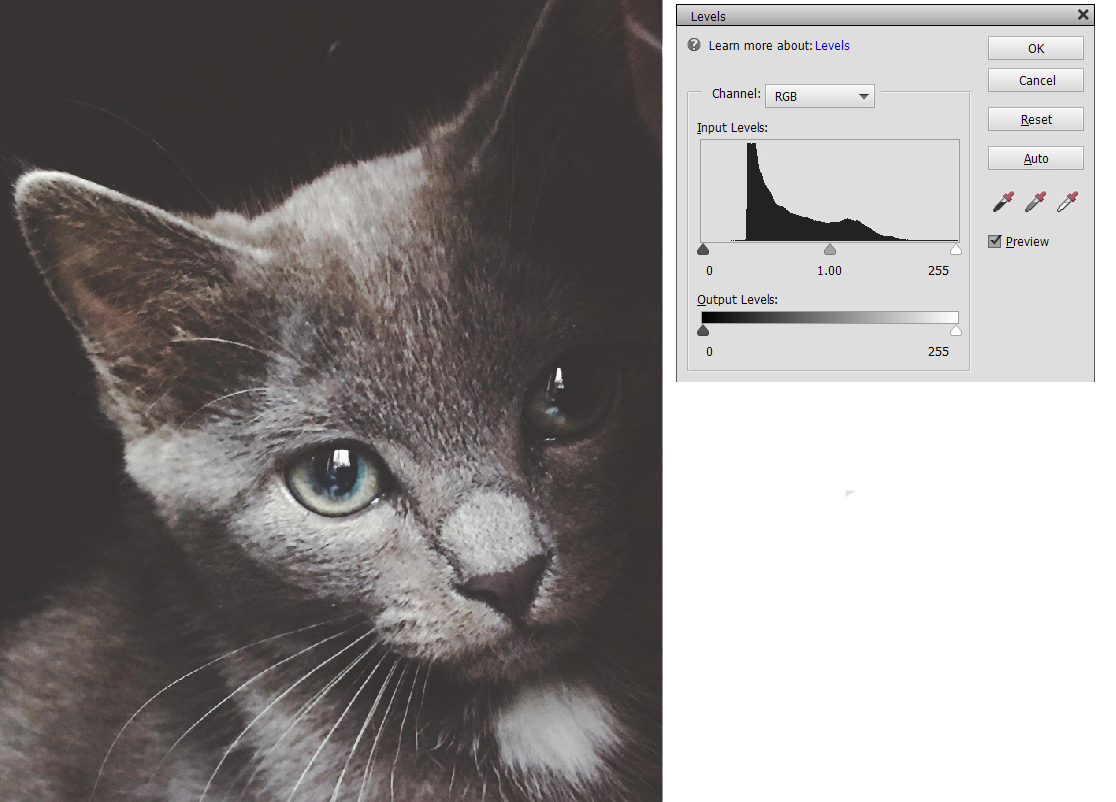 Levels
Learn more about: Levels
OK
Cancel
Channel: RGB
Reset
Input Levels:
Auto
Preview
0 1.00 255
Output Levels:
0 255